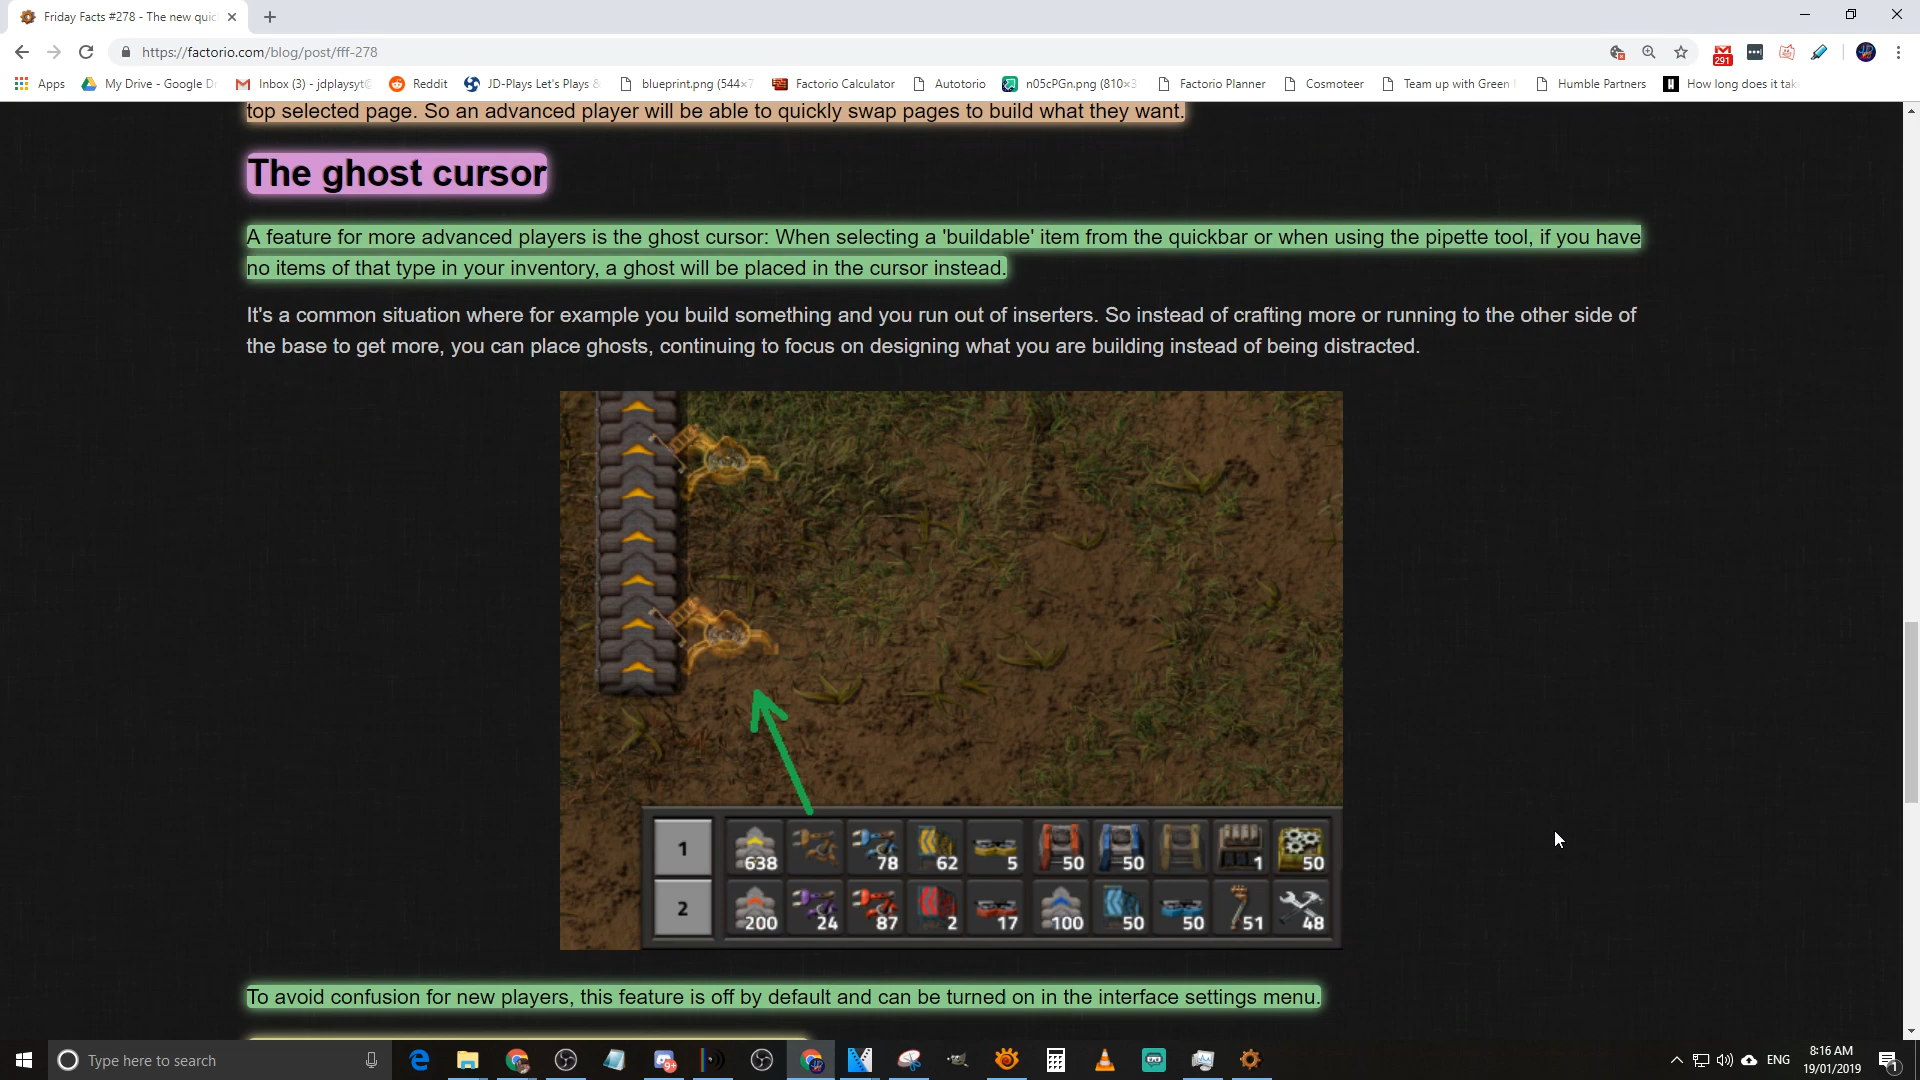 Friday Facts #278 - The new quic
https://factorio.com/blog/post/fff-278
291
Apps
My Drive - Google Dr
Inbox (3) - jdplaysyt@
Reddit
JD-Plays Let's Plays &
blueprint.png (544×7
Factorio Calculator
Autotorio
n05cPGn.png (810×3
Factorio Planner
Cosmoteer
Team up with Green
Humble Partners
How long does it take
top selected page. So an advanced player will be able to quickly swap pages to build what they want.
The ghost cursor
A feature for more advanced players is the ghost cursor: When selecting a 'buildable' item from the quickbar or when using the pipette tool, if you have
no items of that type in your inventory, a ghost will be placed in the cursor instead.
It's a common situation where for example you build something and you run out of inserters. So instead of crafting more or running to the other side of
the base to get more, you can place ghosts, continuing to focus on designing what you are building instead of being distracted.
1 638 78 62 5 50 50 1 50
2 200 24 87 2 17 100 50 50 51 48
To avoid confusion for new players, this feature is off by default and can be turned on in the interface settings menu.
Type here to search
9+
ENG
8:16 AM
19/01/2019
1